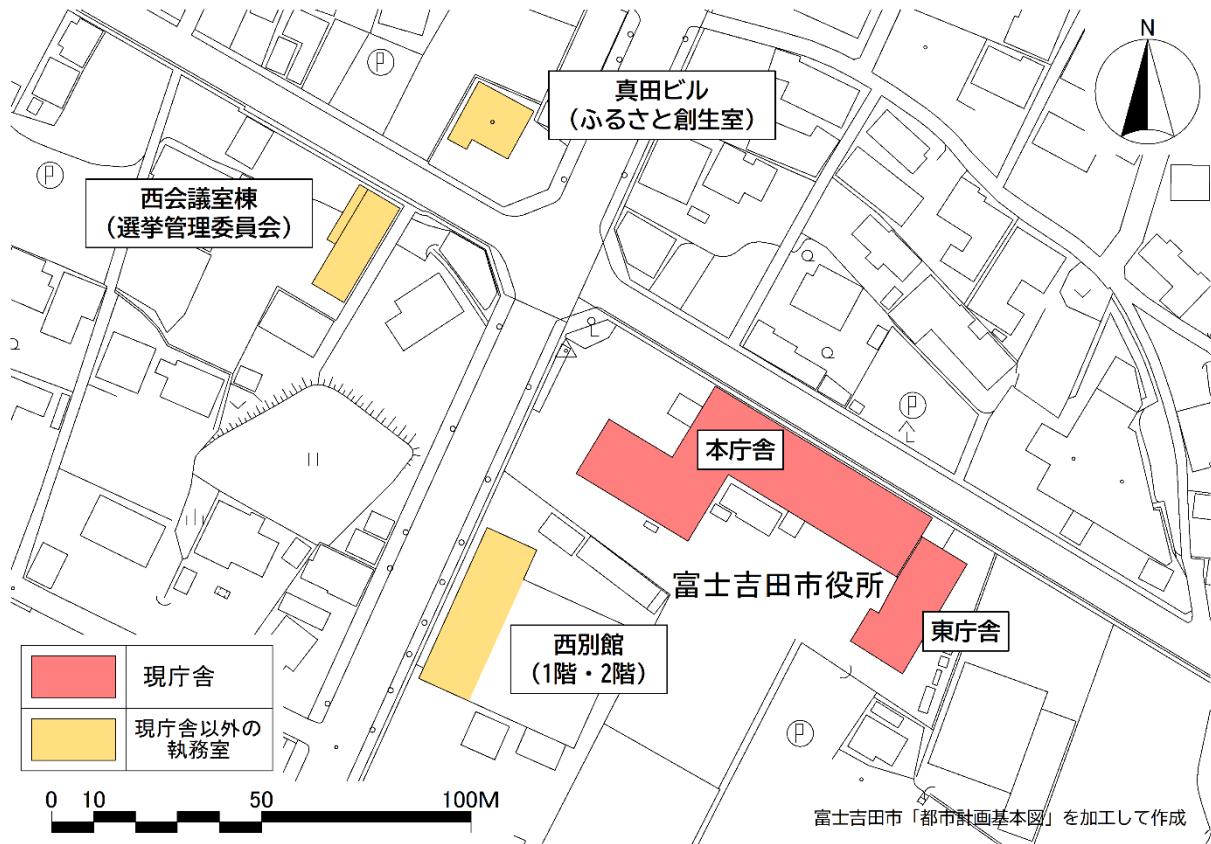 N
真田ビル
（ふるさと創生室）
西会議室棟
（選挙管理委員会）
P
P
P
P
本庁舎
富士吉田市役所
東庁舎
西別館
（1階・2階）
現庁舎
現庁舎以外の
執務室
0 10 50 100M
富士吉田市「都市計画基本図」を加工して作成